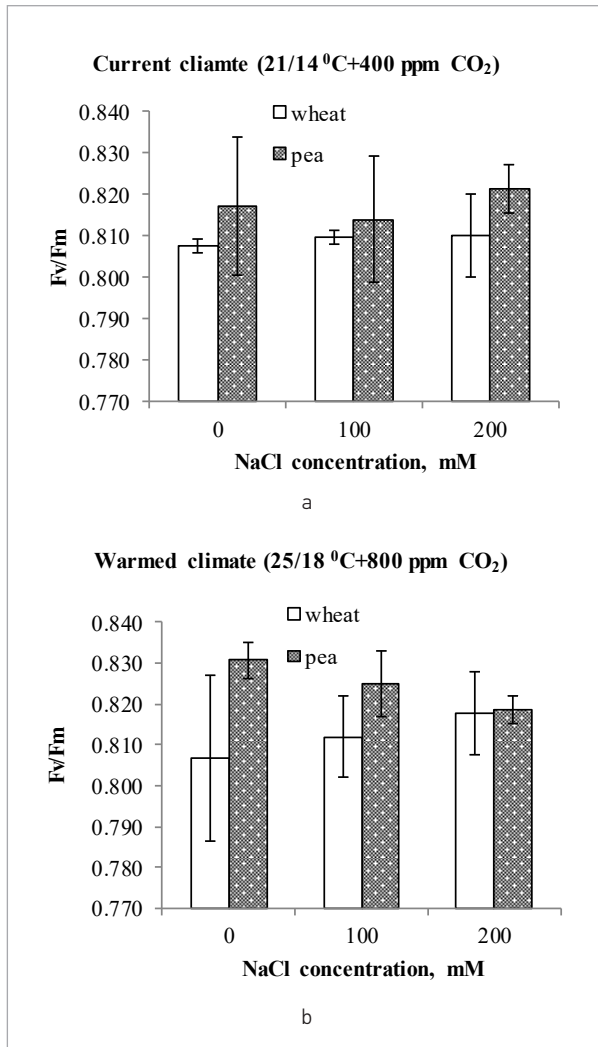 Current cliamte (21/14 ⁰C+400 ppm CO₂)
0.840
0.830
0.820
0.810
0.800
0.790
0.780
0.770
Fv/Fm
wheat
pea
0 100 200
NaCl concentration, mM
a
Warmed climate (25/18 ⁰C+800 ppm CO₂)
0.840
0.830
0.820
0.810
0.800
0.790
0.780
0.770
Fv/Fm
wheat
pea
0 100 200
NaCl concentration, mM
b